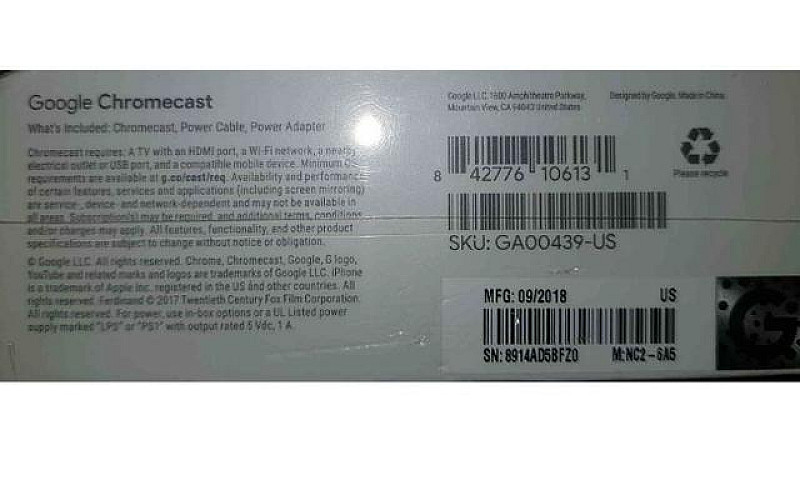 Google Chromecast
What's Included: Chromecast, Power Cable, Power Adapter
Chromecast requires: A TV with an HDMI port, a Wi-Fi network, a nearby
electrical outlet or USB port, and a compatible mobile device. Minimum
requirements are available at g.co/cast/req. Availability and performance
of certain features, services and applications (including screen mirroring)
are service-, device- and network-dependent and may not be available in
all areas. Subscription(s) may be required, and additional terms, conditions
and/or charges may apply. All features, functionality, and other product
specifications are subject to change without notice or obligation.
© Google LLC. All rights reserved. Chrome, Chromecast, Google, G logo,
YouTube and related marks and logos are trademarks of Google LLC. iPhone
is a trademark of Apple Inc. registered in the US and other countries. All
rights reserved. Ferdinand © 2017 Twentieth Century Fox Film Corporation.
All rights reserved. For power, use in-box options or a UL Listed power
supply marked "LPS" or "PS1" with output rated 5 Vdc, 1 A.
Google LLC, 1600 Amphitheatre Parkway,
Mountain View, CA 94043 United States
Designed by Google. Made in China.
8 42776 10613 1
Please recycle
SKU: GA00439-US
MFG: 09/2018 US
SN: 8914AD5BFZ0 M:NC2-6A5
G